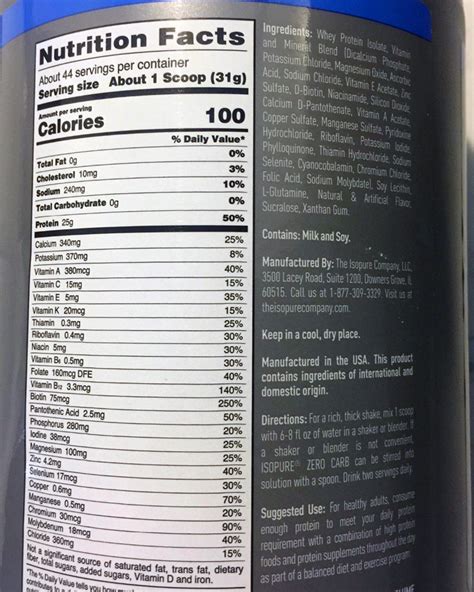 Nutrition Facts
About 44 servings per container
Serving size About 1 Scoop (31g)
Amount per serving
Calories 100
% Daily Value*
Total Fat 0g 0%
Cholesterol 10mg 3%
Sodium 240mg 10%
Total Carbohydrate 0g 0%
Protein 25g 50%
Calcium 340mg 25%
Potassium 370mg 8%
Vitamin A 380mcg 40%
Vitamin C 15mg 15%
Vitamin E 5mg 35%
Vitamin K 20mcg 15%
Thiamin 0.3mg 25%
Riboflavin 0.4mg 30%
Niacin 5mg 30%
Vitamin B6 0.5mg 30%
Folate 160mcg DFE 40%
Vitamin B12 3.3mcg 140%
Biotin 75mcg 250%
Pantothenic Acid 2.5mg 50%
Phosphorus 280mg 20%
Iodine 38mcg 25%
Magnesium 100mg 25%
Zinc 4.2mg 40%
Selenium 17mcg 30%
Copper 0.6mg 70%
Manganese 0.5mg 20%
Chromium 30mcg 90%
Molybdenum 18mcg 40%
Chloride 360mg 15%
Not a significant source of saturated fat, trans fat, dietary
fiber, total sugars, added sugars, Vitamin D and iron.
*The % Daily Value tells you how mu
Ingredients: Whey Protein Isolate, Vitamin
and Mineral Blend (Dicalcium Phosphate,
Potassium Chloride, Magnesium Oxide, Ascorbic
Acid, Sodium Chloride, Vitamin E Acetate, Zinc
Sulfate, D-Biotin, Niacinamide, Silicon Dioxide,
Calcium D-Pantothenate, Vitamin A Acetate,
Copper Sulfate, Manganese Sulfate, Pyridoxine
Hydrochloride, Riboflavin, Potassium Iodide,
Phylloquinone, Thiamin Hydrochloride, Sodium
Selenite, Cyanocobalamin, Chromium Chloride,
Folic Acid, Sodium Molybdate), Soy Lecithin,
L-Glutamine, Natural & Artificial Flavor,
Sucralose, Xanthan Gum.
Contains: Milk and Soy.
Manufactured By: The Isopure Company, LLC,
3500 Lacey Road, Suite 1200, Downers Grove, IL
60515. Call us at 1-877-309-3329. Visit us at
theisopurecompany.com.
Keep in a cool, dry place.
Manufactured in the USA. This product
contains ingredients of international and
domestic origin.
Directions: For a rich, thick shake, mix 1 scoop
with 6-8 fl oz of water in a shaker or blender. If
a shaker or blender is not convenient,
ISOPURE® ZERO CARB can be stirred into
solution with a spoon. Drink two servings daily.
Suggested Use: For healthy adults, consume
enough protein to meet your daily protein
requirement with a combination of high protein
foods and protein supplements throughout the day
as part of a balanced diet and exercise program.